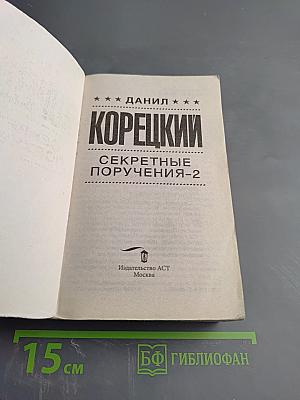 ★ ★ ★ ДАНИЛ ★ ★ ★
КОРЕЦКИЙ
СЕКРЕТНЫЕ
ПОРУЧЕНИЯ-2
Издательство АСТ
Москва
15 см
БФ ГИБЛИОФАН